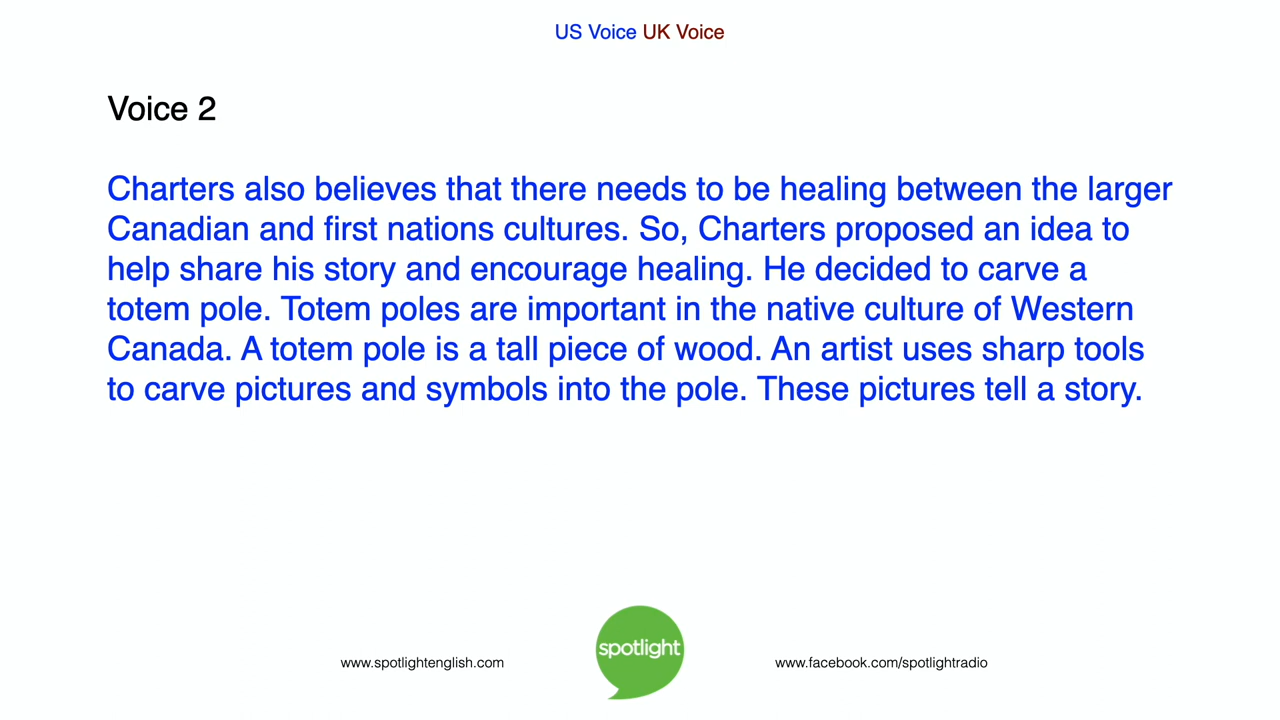 US Voice UK Voice
Voice 2
Charters also believes that there needs to be healing between the larger
Canadian and first nations cultures. So, Charters proposed an idea to
help share his story and encourage healing. He decided to carve a
totem pole. Totem poles are important in the native culture of Western
Canada. A totem pole is a tall piece of wood. An artist uses sharp tools
to carve pictures and symbols into the pole. These pictures tell a story.
www.spotlightenglish.com
spotlight
www.facebook.com/spotlightradio